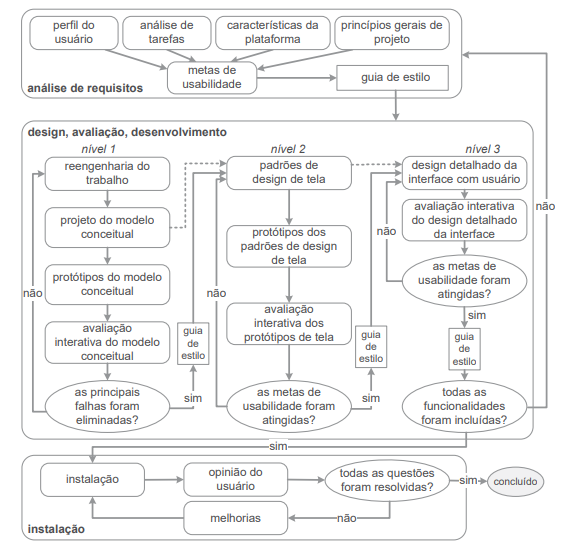 perfil do
usuário
análise de
tarefas
características da
plataforma
princípios gerais de
projeto
metas de
usabilidade
guia de estilo
análise de requisitos
design, avaliação, desenvolvimento
nível 1
nível 2
nível 3
reengenharia do
trabalho
projeto do modelo
conceitual
protótipos do modelo
conceitual
avaliação
interativa do modelo
conceitual
as principais
falhas foram
eliminadas?
não
sim
guia
de
estilo
padrões de
design de tela
protótipos dos
padrões de design
de tela
avaliação
interativa dos
protótipos de tela
as metas de
usabilidade foram
atingidas?
não
sim
guia
de
estilo
design detalhado da
interface com usuário
avaliação interativa
do design detalhado
da interface
as metas de
usabilidade foram
atingidas?
não
sim
guia
de
estilo
todas as
funcionalidades
foram incluídas?
não
sim
instalação
opinião do
usuário
todas as questões
foram resolvidas?
sim
concluído
melhorias
não
instalação